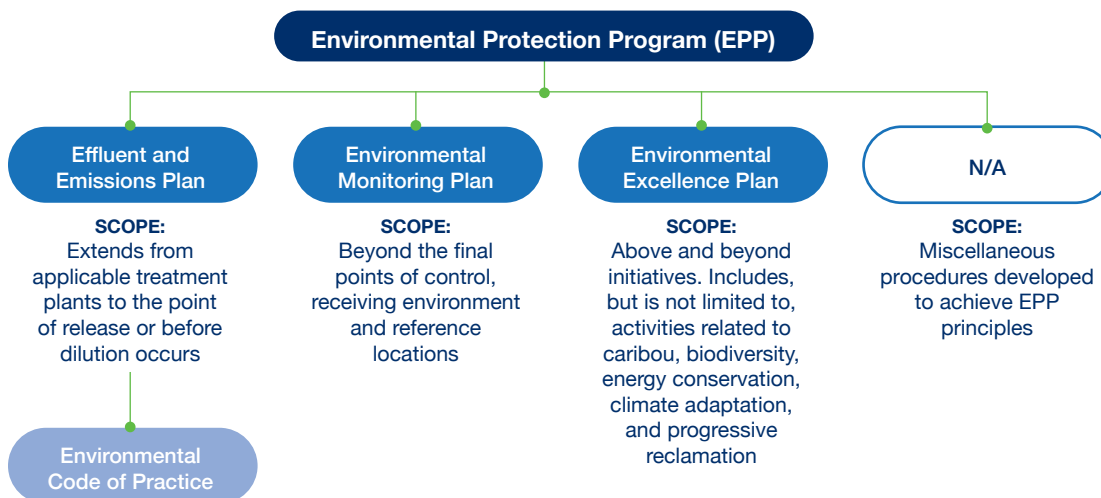 Environmental Protection Program (EPP)
Effluent and
Emissions Plan
SCOPE:
Extends from
applicable treatment
plants to the point
of release or before
dilution occurs
Environmental
Code of Practice
Environmental
Monitoring Plan
SCOPE:
Beyond the final
points of control,
receiving environment
and reference
locations
Environmental
Excellence Plan
SCOPE:
Above and beyond
initiatives. Includes,
but is not limited to,
activities related to
caribou, biodiversity,
energy conservation,
climate adaptation,
and progressive
reclamation
N/A
SCOPE:
Miscellaneous
procedures developed
to achieve EPP
principles